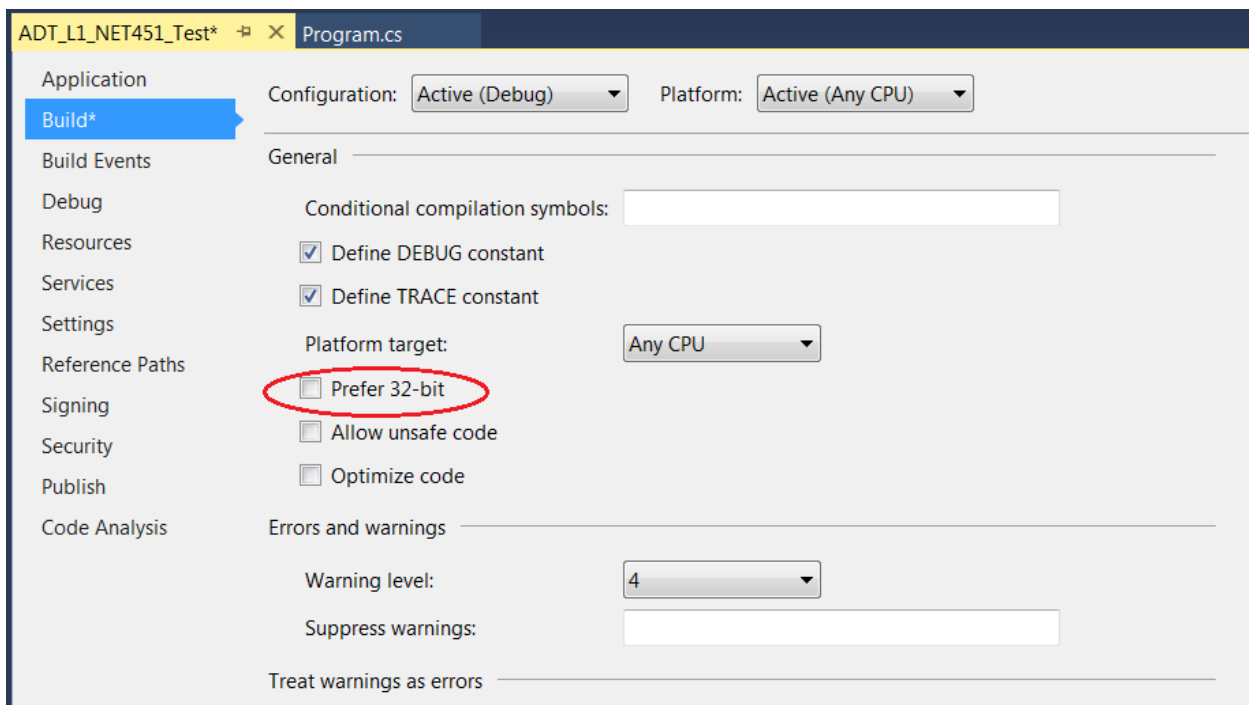 ADT_L1_NET451_Test* Program.cs
Application
Build*
Build Events
Debug
Resources
Services
Settings
Reference Paths
Signing
Security
Publish
Code Analysis
Configuration: Active (Debug) Platform: Active (Any CPU)
General
Conditional compilation symbols:
Define DEBUG constant
Define TRACE constant
Platform target: Any CPU
Prefer 32-bit
Allow unsafe code
Optimize code
Errors and warnings
Warning level: 4
Suppress warnings:
Treat warnings as errors